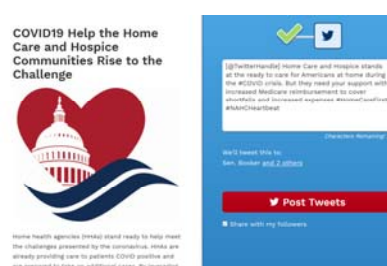 COVID19 Help the Home
Care and Hospice
Communities Rise to the
Challenge
Home health agencies (HHAs) stand ready to help meet
the challenges presented by the coronavirus. HHAs are
already providing care to patients COVID positive and
[@TwitterHandle] Home Care and Hospice stands
at the ready to care for Americans at home during
the #COVID crisis. But they need your support with
increased Medicare reimbursement to cover
shortfalls and increased expenses #HomeCareFirst
#NAHCHeartbeat
Characters Remaining:
We'll tweet this to:
Sen. Booker and 2 others
Post Tweets
Share with my followers